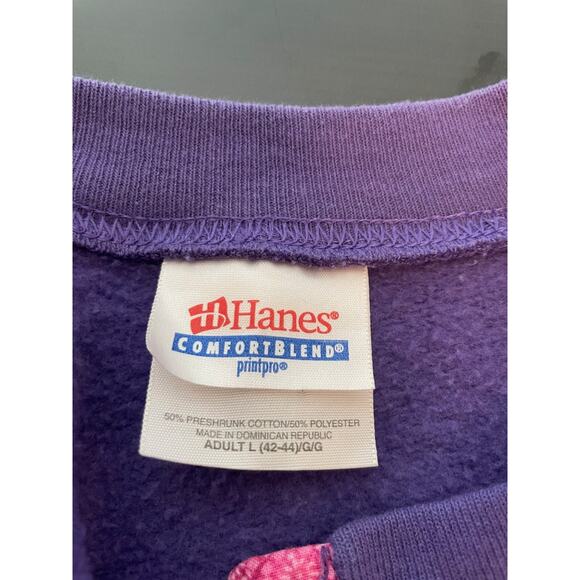 Hanes®
COMFORTBLEND®
printpro®
50% PRESHRUNK COTTON/50% POLYESTER
MADE IN DOMINICAN REPUBLIC
ADULT L (42-44)/G/G